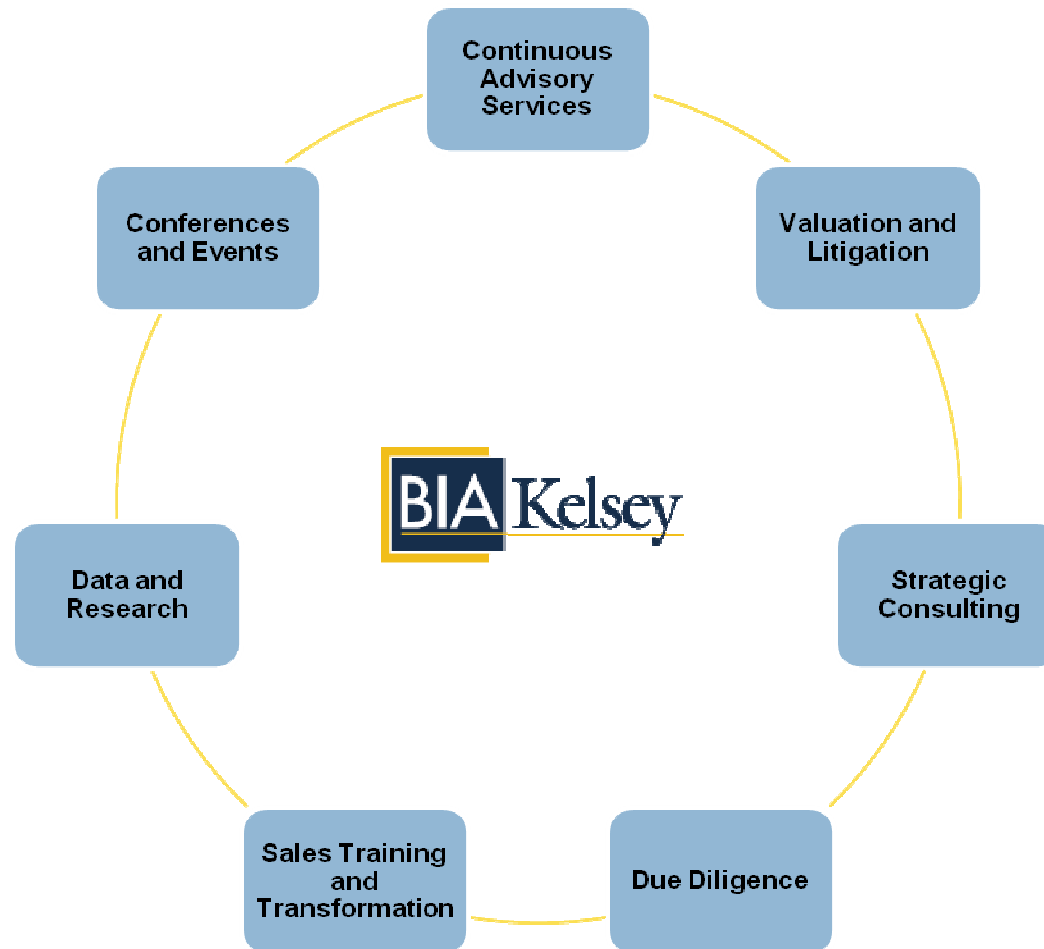 Continuous
Advisory
Services
Conferences
and Events
Valuation and
Litigation
BIA Kelsey
Data and
Research
Strategic
Consulting
Sales Training
and
Transformation
Due Diligence